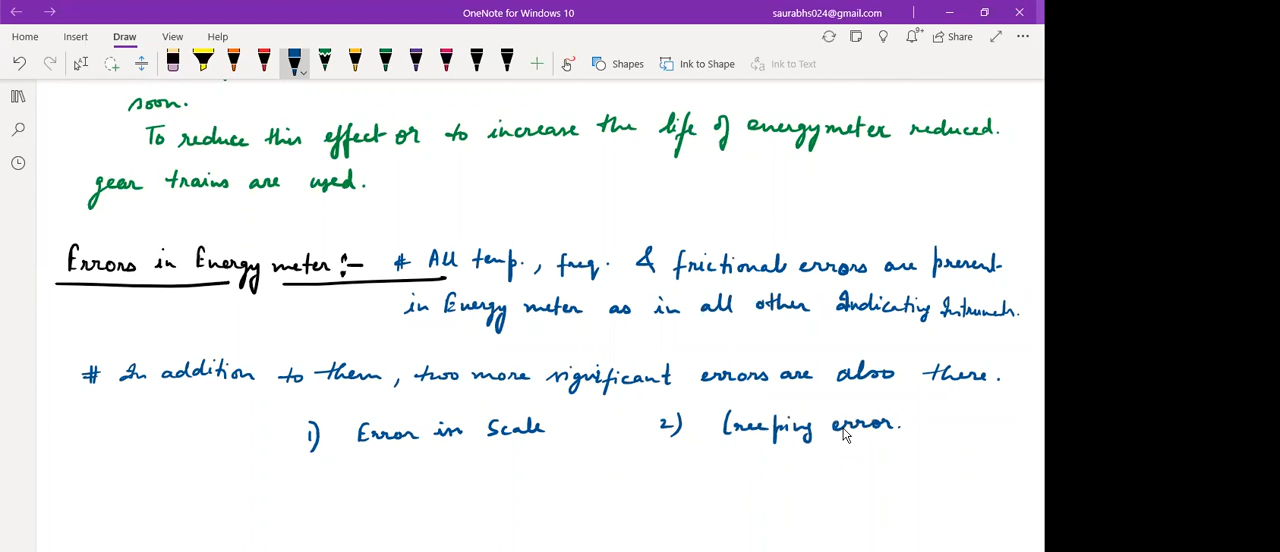 OneNote for Windows 10
saurabhs024@gmail.com
Home Insert Draw View Help
Share
Shapes Ink to Shape Ink to Text
soon.
To reduce this effect or to increase the life of energymeter reduced.
gear trains are used.
Errors in Energy meter :- # All temp., freq. & frictional errors are present
in Energy meter as in all other Indicating
# In addition to them, two more significant errors are also there.
1) Error in Scale 2) Creeping error.